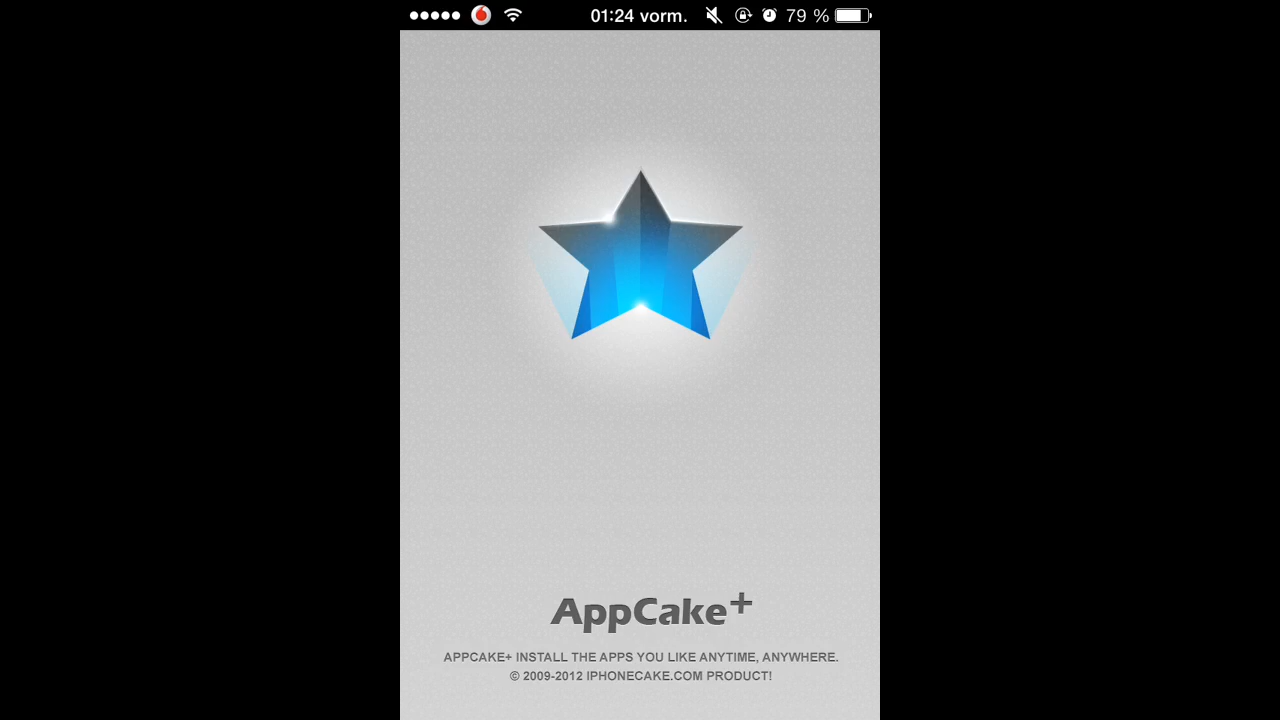 01:24 vorm. 79 %
AppCake+
APPCAKE+ INSTALL THE APPS YOU LIKE ANYTIME, ANYWHERE.
© 2009-2012 IPHONECAKE.COM PRODUCT!